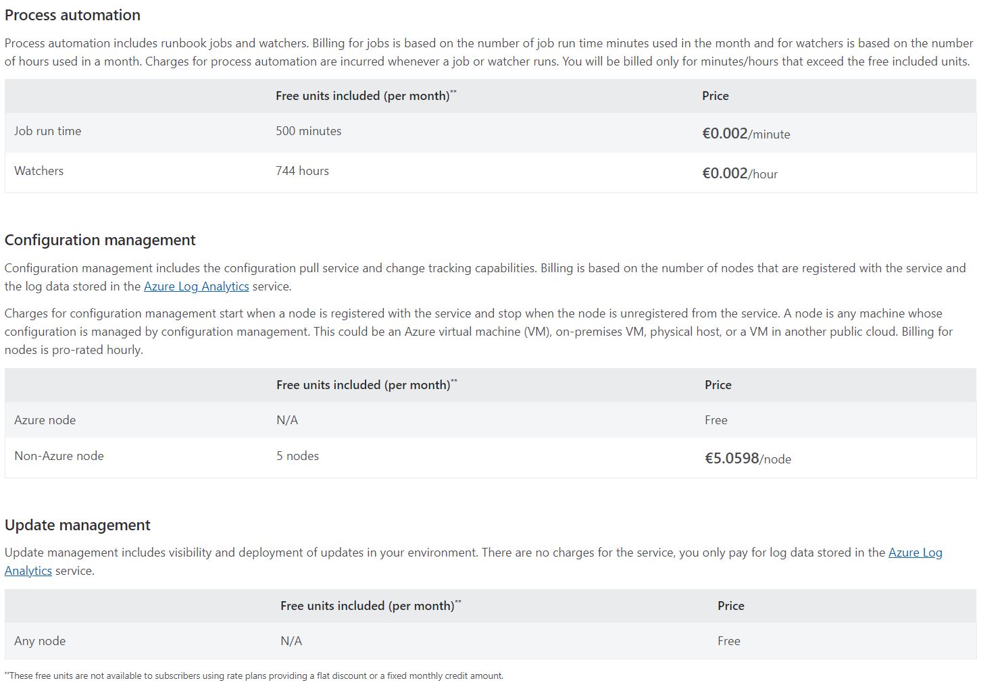 Process automation
Process automation includes runbook jobs and watchers. Billing for jobs is based on the number of job run time minutes used in the month and for watchers is based on the number
of hours used in a month. Charges for process automation are incurred whenever a job or watcher runs. You will be billed only for minutes/hours that exceed the free included units.
Free units included (per month)** Price
Job run time 500 minutes €0.002/minute
Watchers 744 hours €0.002/hour
Configuration management
Configuration management includes the configuration pull service and change tracking capabilities. Billing is based on the number of nodes that are registered with the service and
the log data stored in the Azure Log Analytics service.
Charges for configuration management start when a node is registered with the service and stop when the node is unregistered from the service. A node is any machine whose
configuration is managed by configuration management. This could be an Azure virtual machine (VM), on-premises VM, physical host, or a VM in another public cloud. Billing for
nodes is pro-rated hourly.
Free units included (per month)** Price
Azure node N/A Free
Non-Azure node 5 nodes €5.0598/node
Update management
Update management includes visibility and deployment of updates in your environment. There are no charges for the service, you only pay for log data stored in the Azure Log
Analytics service.
Free units included (per month)** Price
Any node N/A Free
**These free units are not available to subscribers using rate plans providing a flat discount or a fixed monthly credit amount.